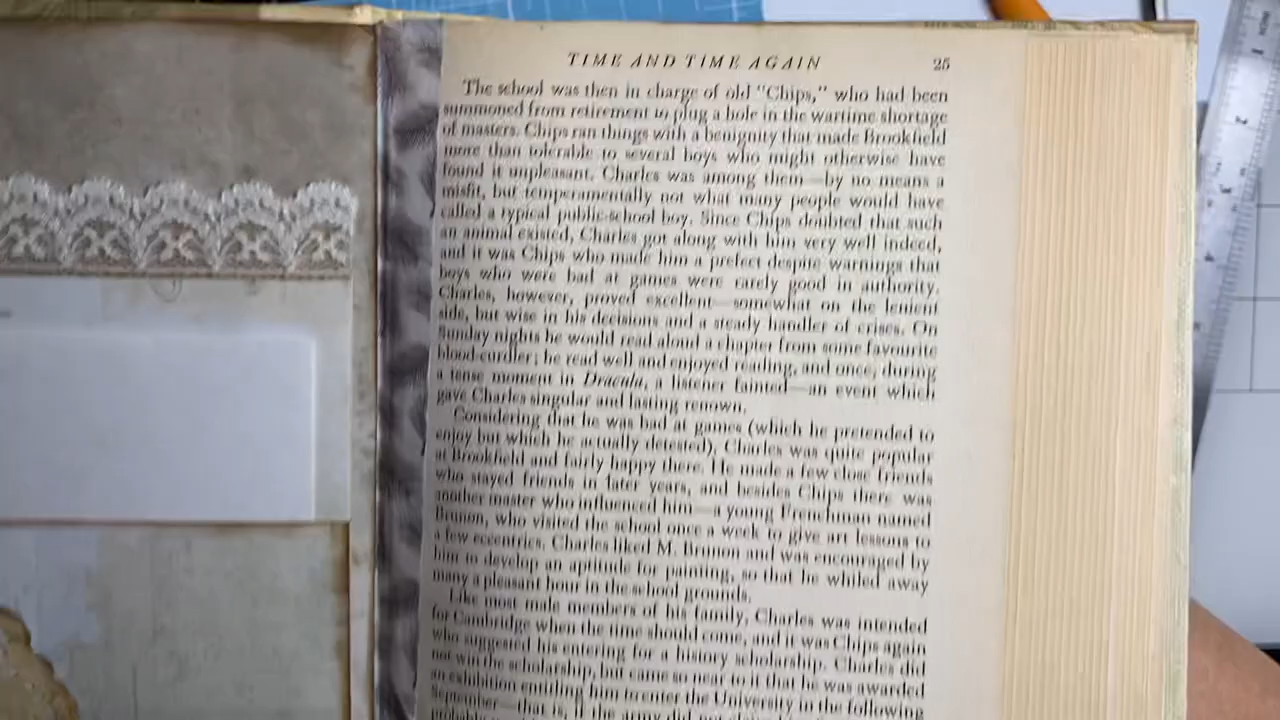 TIME AND TIME AGAIN 25
The school was then in charge of old "Chips," who had been
summoned from retirement to plug a hole in the wartime shortage
of masters. Chips ran things with a benignity that made Brookfield
more than tolerable to several boys who might otherwise have
found it unpleasant. Charles was among them—by no means a
misfit, but temperamentally not what many people would have
called a typical public-school boy. Since Chips doubted that such
an animal existed, Charles got along with him very well indeed,
and it was Chips who made him a prefect despite warnings that
boys who were bad at games were rarely good in authority.
Charles, however, proved excellent—somewhat on the lenient
side, but wise in his decisions and a steady handler of crises. On
Sunday nights he would read aloud a chapter from some favourite
blood-curdler; he read well and enjoyed reading, and once, during
a tense moment in Dracula, a listener fainted—an event which
gave Charles singular and lasting renown.
Considering that he was bad at games (which he pretended to
enjoy but which he actually detested), Charles was quite popular
at Brookfield and fairly happy there. He made a few close friends
who stayed friends in later years, and besides Chips there was
another master who influenced him—a young Frenchman named
Brunon, who visited the school once a week to give art lessons to
a few eccentrics. Charles liked M. Brunon and was encouraged by
him to develop an aptitude for painting, so that he whiled away
many a pleasant hour in the school grounds.
Like most male members of his family, Charles was intended
for Cambridge when the time should come, and it was Chips again
who suggested his entering for a history scholarship. Charles did
not win the scholarship but came so near to it that he was awarded
an exhibition entitling him to enter the University in the following
September—that is, if the army did not